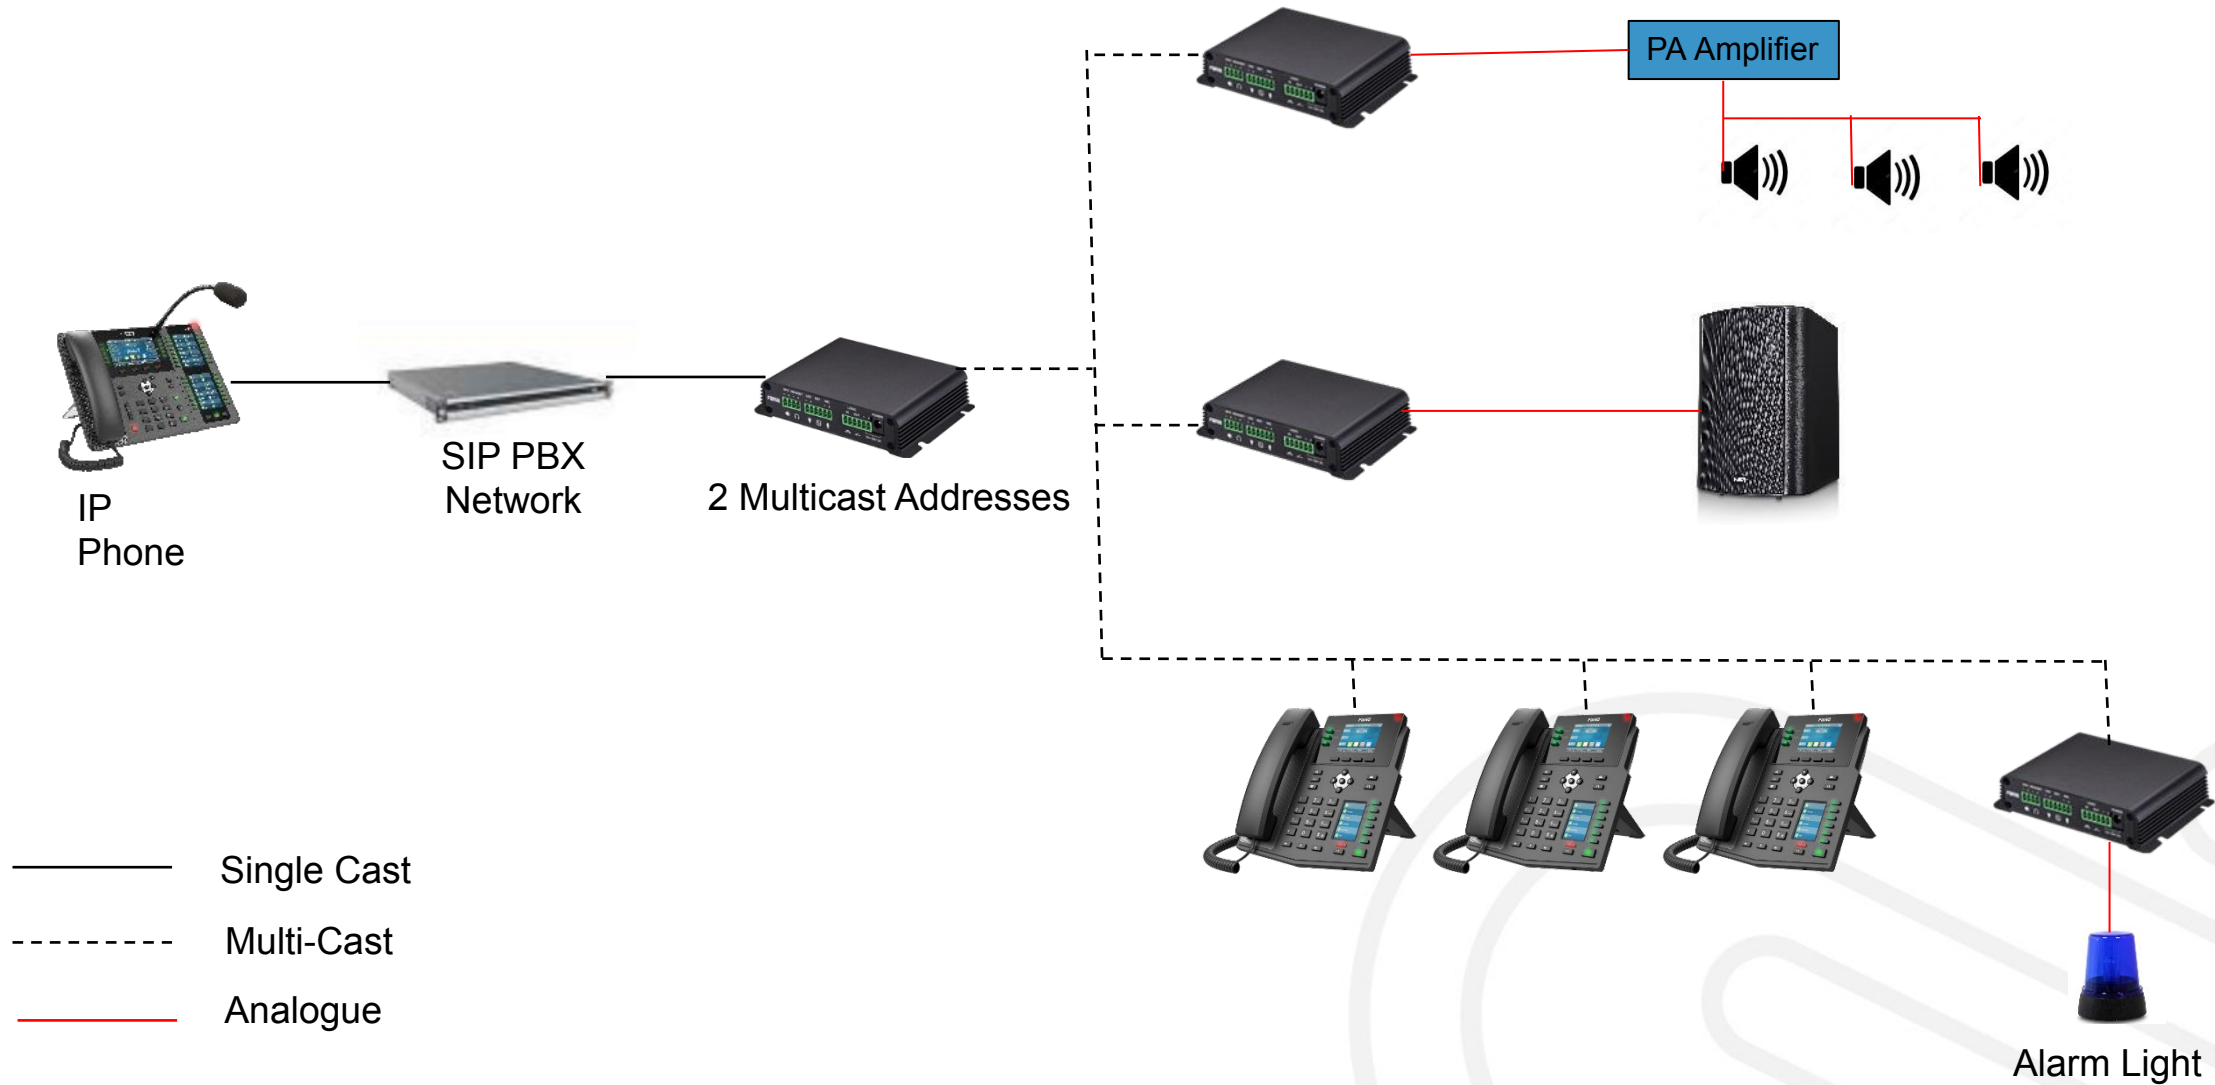 PA Amplifier
SIP PBX
Network
2 Multicast Addresses
IP
Phone
Single Cast
Multi-Cast
Analogue
Alarm Light